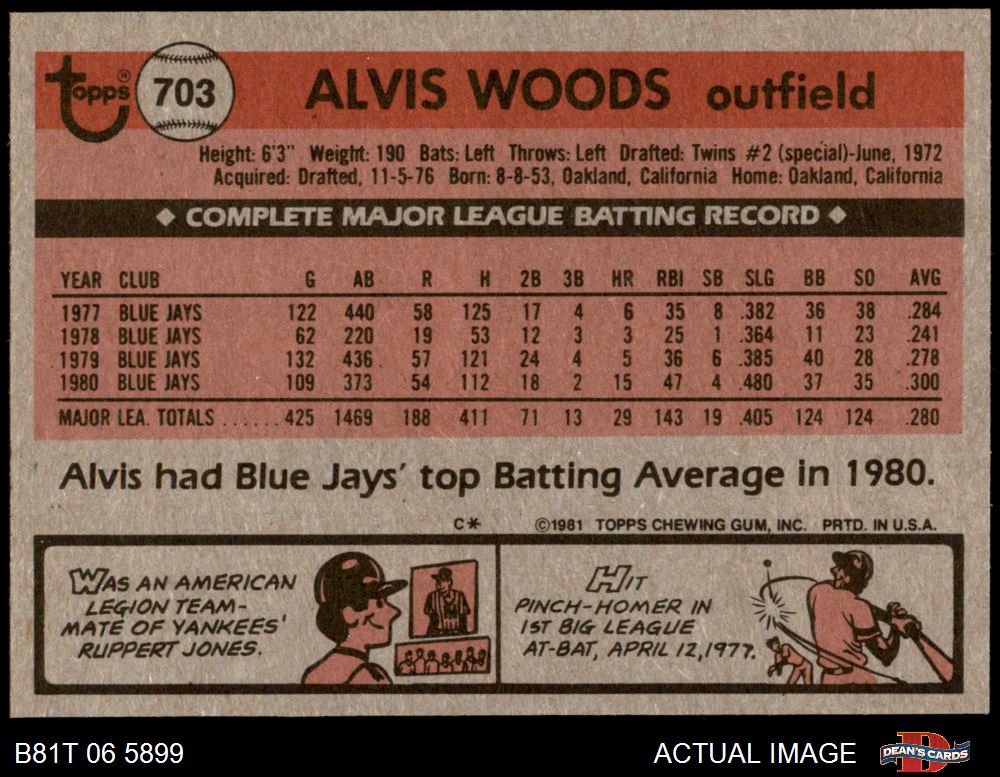 topps® 703 ALVIS WOODS outfield
Height: 6'3" Weight: 190 Bats: Left Throws: Left Drafted: Twins #2 (special)-June, 1972
Acquired: Drafted, 11-5-76 Born: 8-8-53, Oakland, California Home: Oakland, California
◆ COMPLETE MAJOR LEAGUE BATTING RECORD ◆
YEAR CLUB G AB R H 2B 3B HR RBI SB SLG BB SO AVG
1977 BLUE JAYS 122 440 58 125 17 4 6 35 8 .382 36 38 .284
1978 BLUE JAYS 62 220 19 53 12 3 3 25 1 .364 11 23 .241
1979 BLUE JAYS 132 436 57 121 24 4 5 36 6 .385 40 28 .278
1980 BLUE JAYS 109 373 54 112 18 2 15 47 4 .480 37 35 .300
MAJOR LEA. TOTALS ...... 425 1469 188 411 71 13 29 143 19 .405 124 124 .280
Alvis had Blue Jays' top Batting Average in 1980.
C* ©1981 TOPPS CHEWING GUM, INC. PRTD. IN U.S.A.
WAS AN AMERICAN
LEGION TEAM-
MATE OF YANKEES'
RUPPERT JONES.
HIT
PINCH-HOMER IN
1ST BIG LEAGUE
AT-BAT, APRIL 12, 1977.
B81T 06 5899 ACTUAL IMAGE DEAN'S CARDS